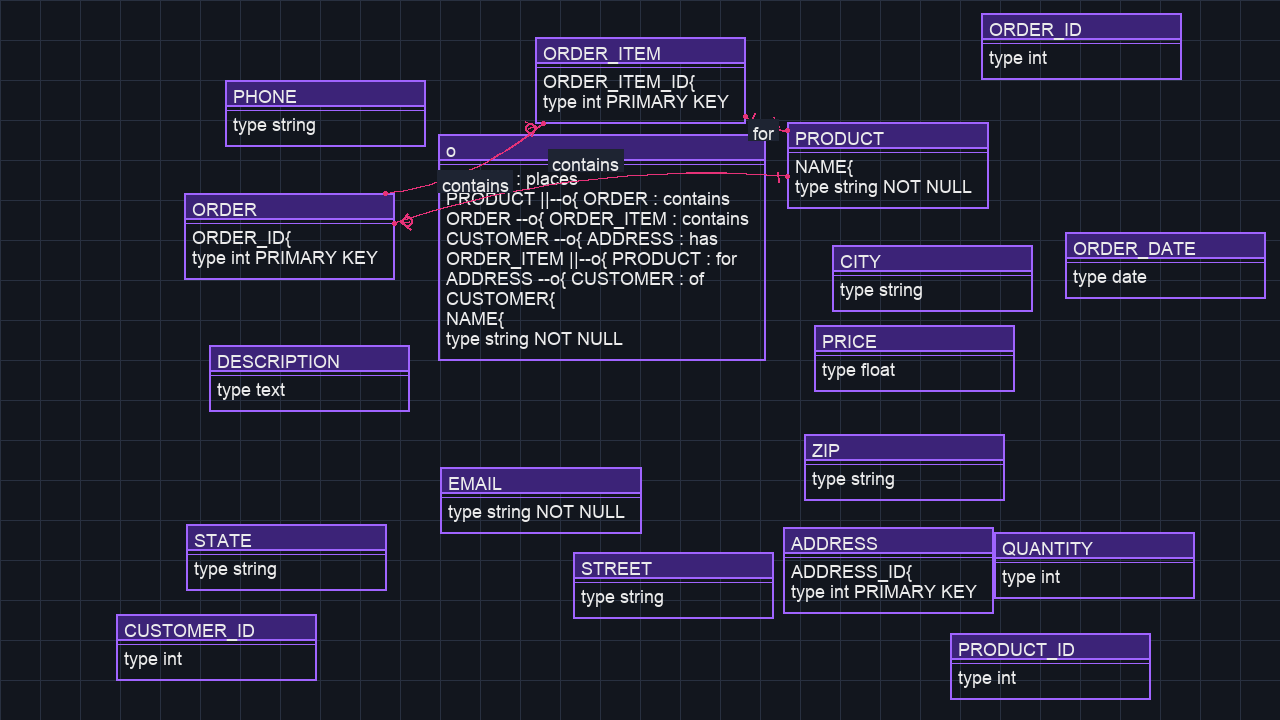 ORDER_ID
type int
ORDER_ITEM
ORDER_ITEM_ID{
type int PRIMARY KEY
PHONE
type string
for
PRODUCT
NAME{
type string NOT NULL
o
contains
contains
: places
PRODUCT ||--o{ ORDER : contains
ORDER --o{ ORDER_ITEM : contains
CUSTOMER --o{ ADDRESS : has
ORDER_ITEM ||--o{ PRODUCT : for
ADDRESS --o{ CUSTOMER : of
CUSTOMER{
NAME{
type string NOT NULL
ORDER
ORDER_ID{
type int PRIMARY KEY
CITY
type string
ORDER_DATE
type date
PRICE
type float
DESCRIPTION
type text
ZIP
type string
EMAIL
type string NOT NULL
STATE
type string
STREET
type string
ADDRESS
ADDRESS_ID{
type int PRIMARY KEY
QUANTITY
type int
CUSTOMER_ID
type int
PRODUCT_ID
type int